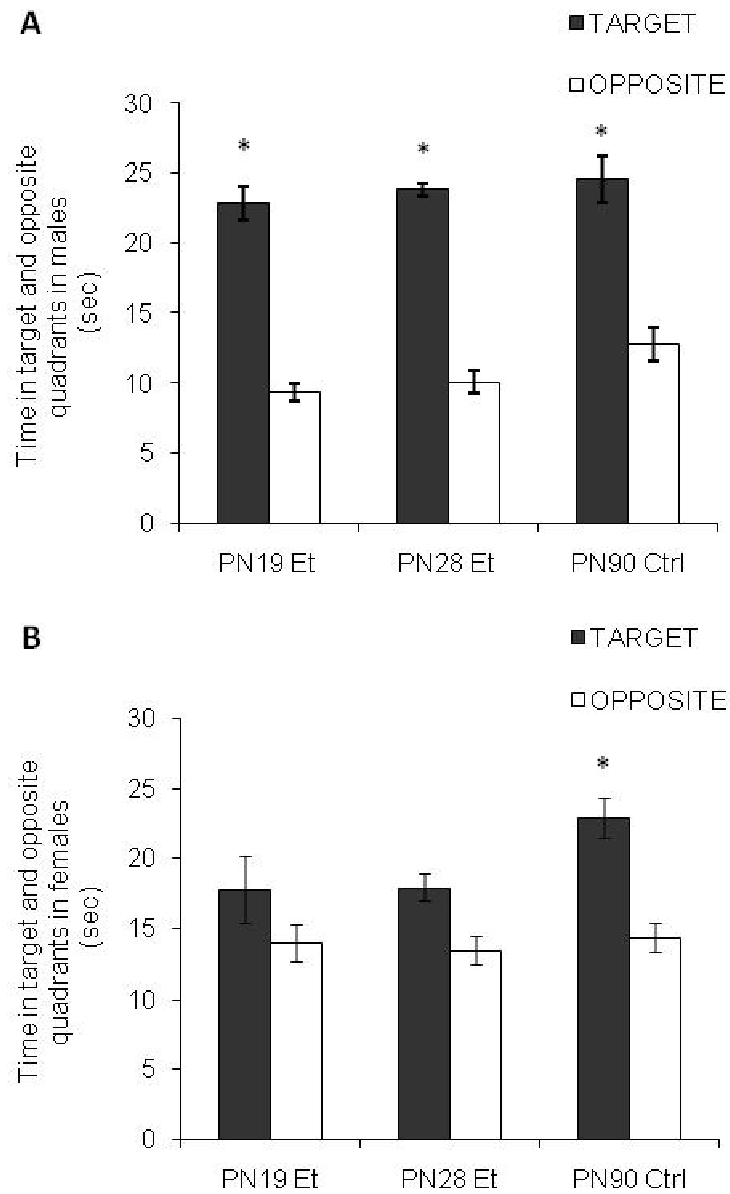 A
TARGET
OPPOSITE
Time in target and opposite
quadrants in males
(sec)
30
25
20
15
10
5
0
*
*
*
PN19 Et
PN28 Et
PN90 Ctrl
B
TARGET
OPPOSITE
Time in target and opposite
quadrants in females
(sec)
30
25
20
15
10
5
0
*
PN19 Et
PN28 Et
PN90 Ctrl